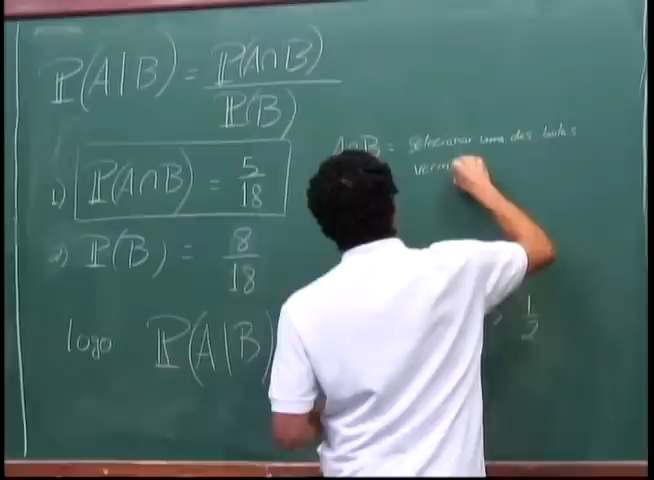 ℙ(A|B) = ℙ(A∩B) / ℙ(B)
A∩B = Selecionar uma das bolas
1) ℙ(A∩B) = 5/18
2) ℙ(B) = 8/18
logo ℙ(A|B) 1/2